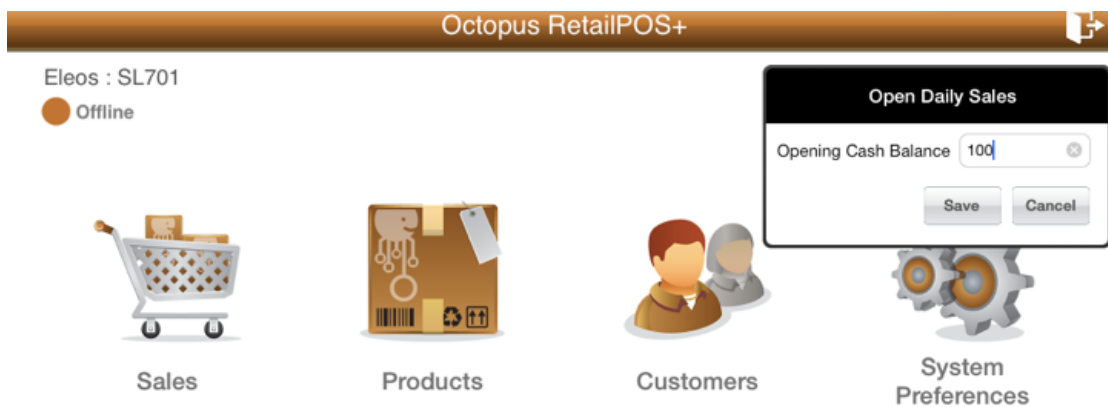 Octopus RetailPOS+
Eleos : SL701
Offline
Open Daily Sales
Opening Cash Balance 100
Save Cancel
Sales
Products
Customers
System
Preferences